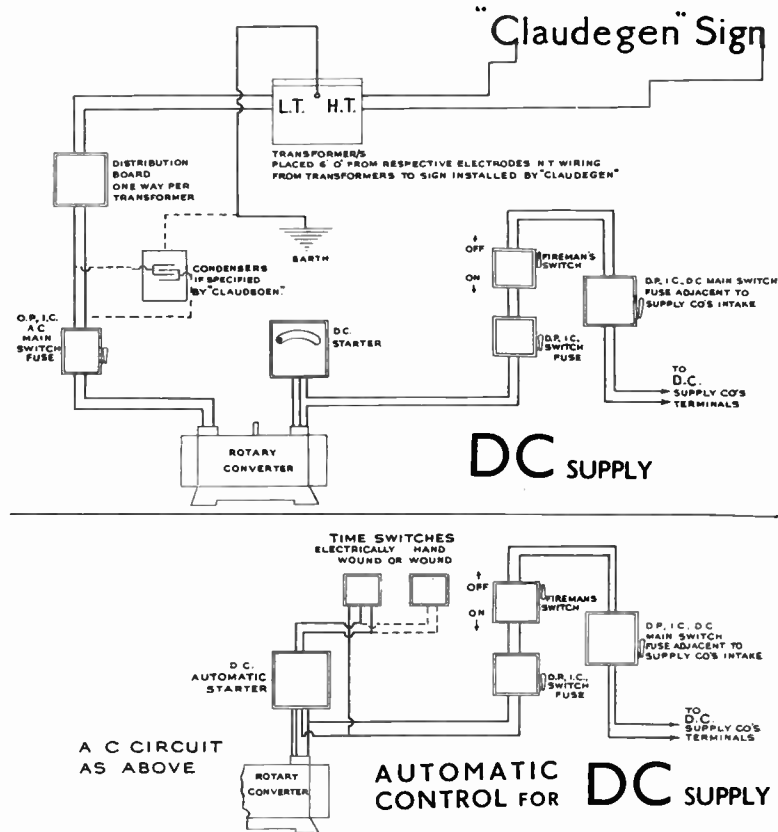 "Claudegen" Sign
L.T. H.T.
TRANSFORMER/S
PLACED 6' 0" FROM RESPECTIVE ELECTRODES N T WIRING
FROM TRANSFORMERS TO SIGN INSTALLED BY "CLAUDEGEN"
DISTRIBUTION
BOARD
ONE WAY PER
TRANSFORMER
EARTH
CONDENSERS
IF SPECIFIED
BY "CLAUDEGEN."
OFF
ON
FIREMAN'S
SWITCH
D.P., I.C., DC MAIN SWITCH
FUSE ADJACENT TO
SUPPLY CO'S INTAKE
D.P., I.C.
A C
MAIN
SWITCH
FUSE
D.C.
STARTER
D.P., I.C.,
SWITCH
FUSE
TO
D.C.
SUPPLY CO'S
TERMINALS
ROTARY
CONVERTER
DC SUPPLY
TIME SWITCHES
ELECTRICALLY HAND
WOUND OR WOUND
OFF
ON
FIREMANS
SWITCH
D.P., I.C., D C
MAIN SWITCH
FUSE ADJACENT TO
SUPPLY CO'S INTAKE
D.C.
AUTOMATIC
STARTER
D.P., I.C.,
SWITCH
FUSE
TO
D.C.
SUPPLY CO'S
TERMINALS
A C CIRCUIT
AS ABOVE
ROTARY
CONVERTER
AUTOMATIC
CONTROL FOR DC SUPPLY